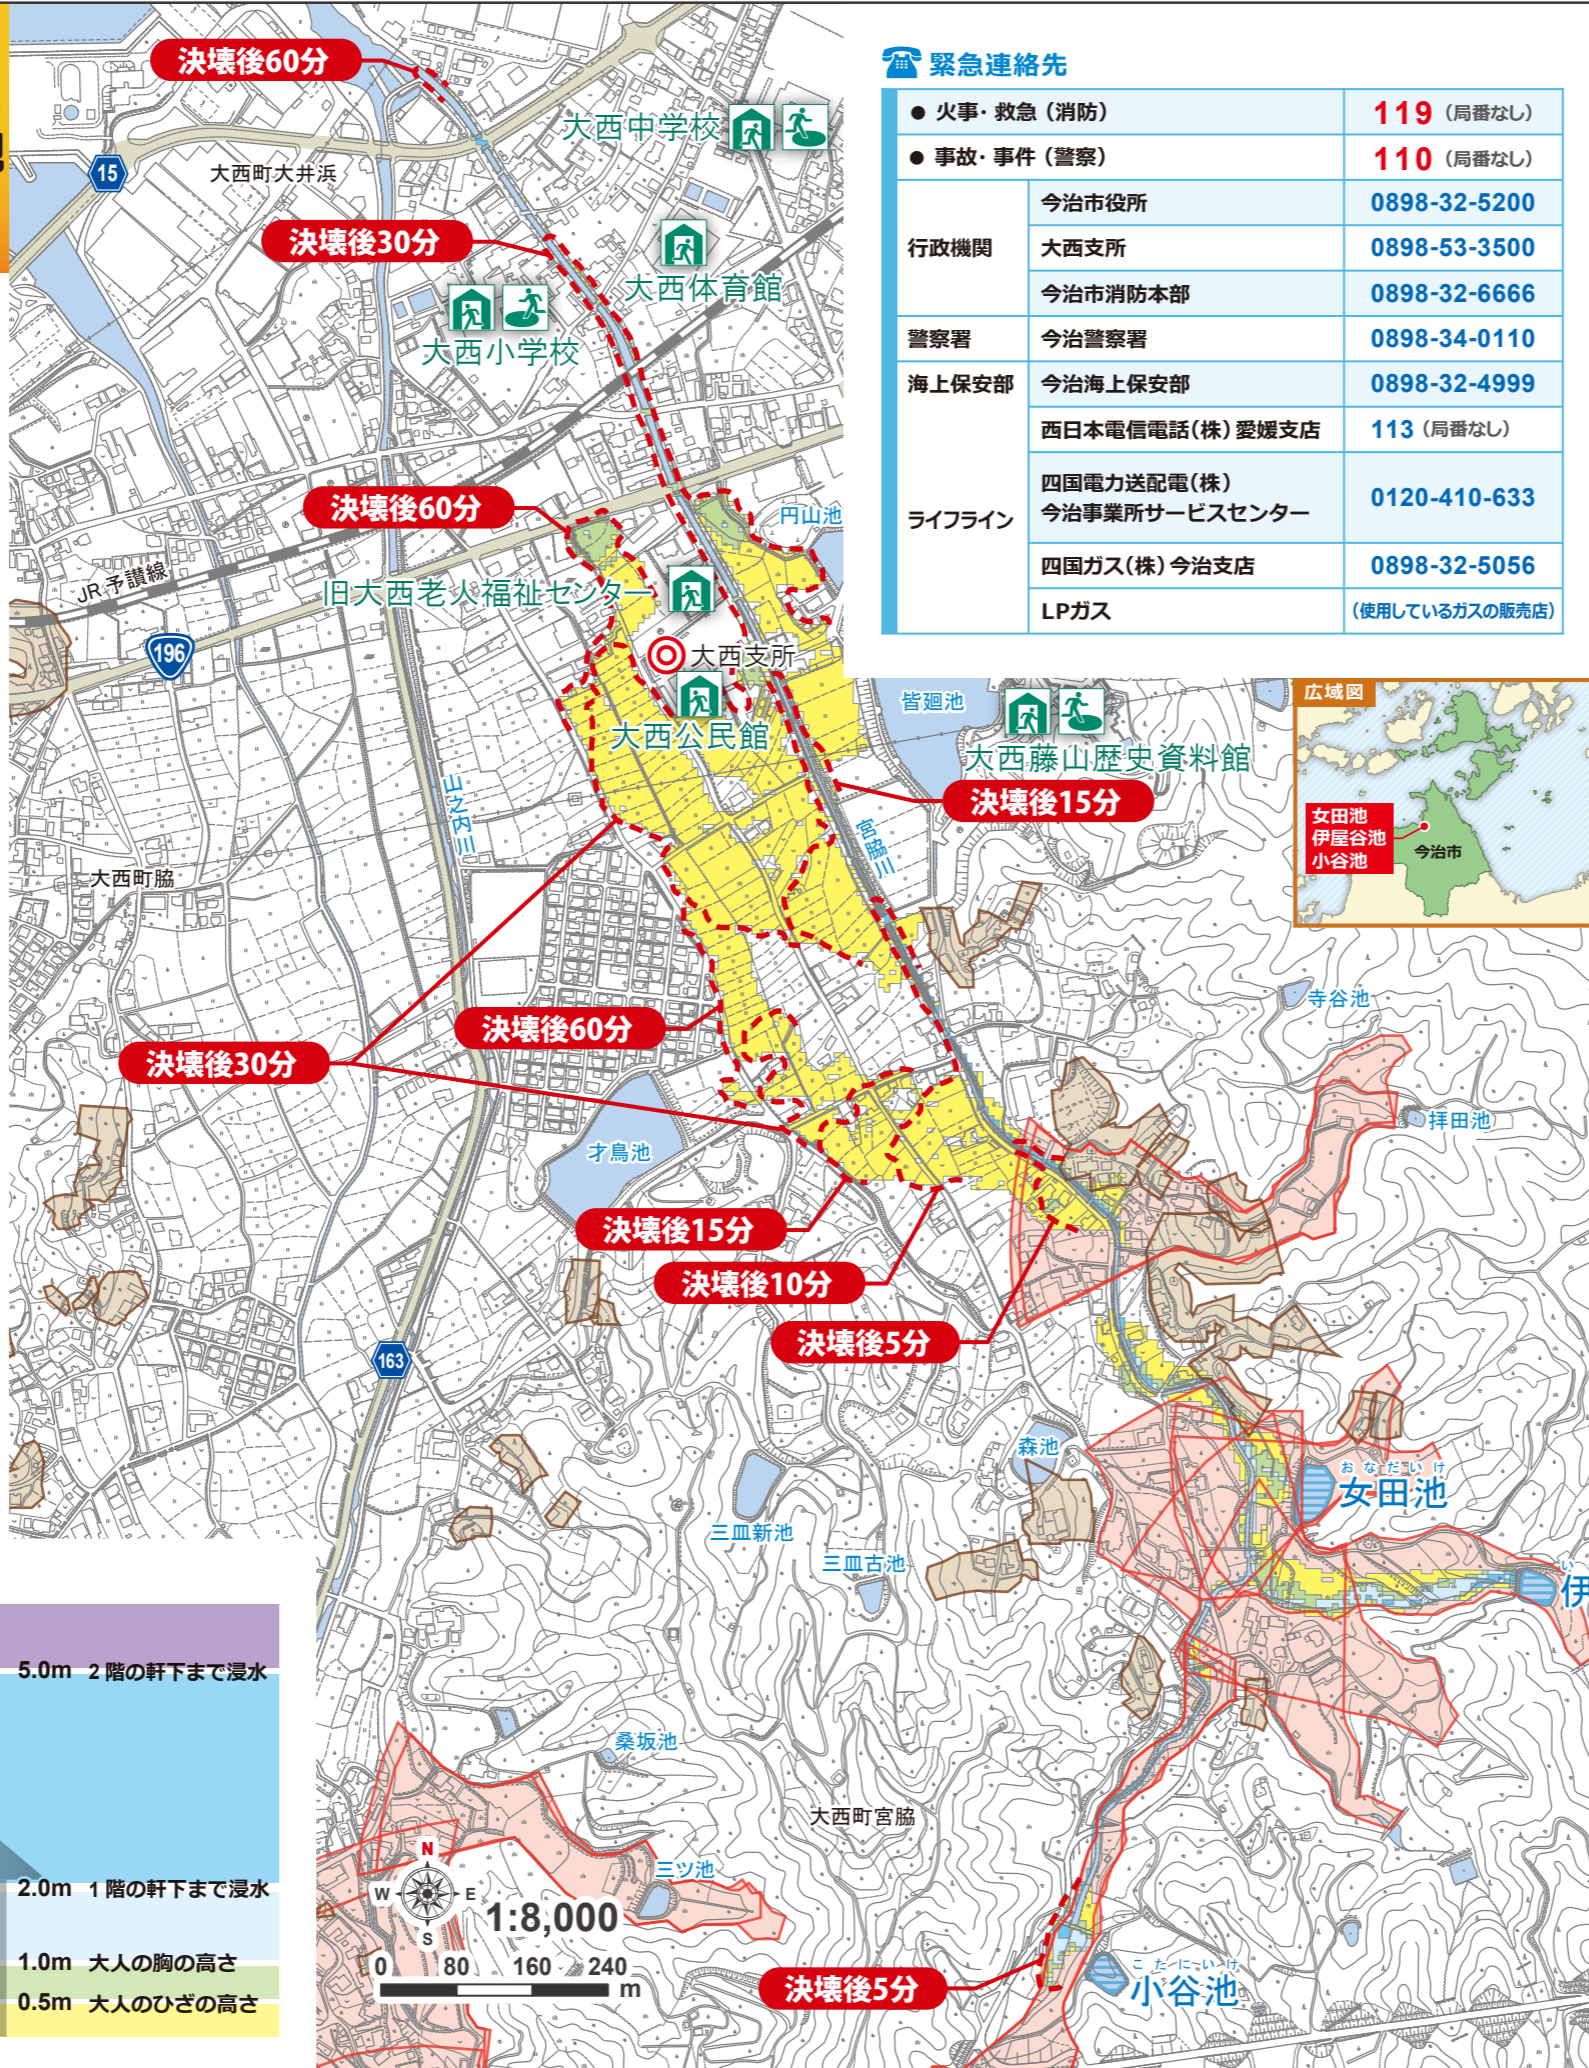 緊急連絡先
● 火事・救急（消防） 119（局番なし）
● 事故・事件（警察） 110（局番なし）
行政機関
今治市役所 0898-32-5200
大西支所 0898-53-3500
今治市消防本部 0898-32-6666
警察署 今治警察署 0898-34-0110
海上保安部 今治海上保安部 0898-32-4999
ライフライン
西日本電信電話(株) 愛媛支店 113（局番なし）
四国電力送配電(株)
今治事業所サービスセンター 0120-410-633
四国ガス(株) 今治支店 0898-32-5056
LPガス （使用しているガスの販売店）
決壊後60分
大西中学校
15
大西町大井浜
決壊後30分
大西体育館
大西小学校
決壊後60分
円山池
JR予讃線
旧大西老人福祉センター
196
大西支所
大西公民館
皆廻池
大西藤山歴史資料館
広域図
女田池
伊屋谷池
小谷池
今治市
決壊後15分
山之内川
宮脇川
大西町脇
寺谷池
決壊後60分
決壊後30分
拝田池
才鳥池
決壊後15分
決壊後10分
決壊後5分
163
森池
おなだいけ
女田池
三皿新池
三皿古池
い
伊
5.0m 2階の軒下まで浸水
桑坂池
大西町宮脇
三ツ池
2.0m 1階の軒下まで浸水
N
W E
S
1:8,000
1.0m 大人の胸の高さ
0 80 160 240
m
0.5m 大人のひざの高さ
決壊後5分
こたにいけ
小谷池